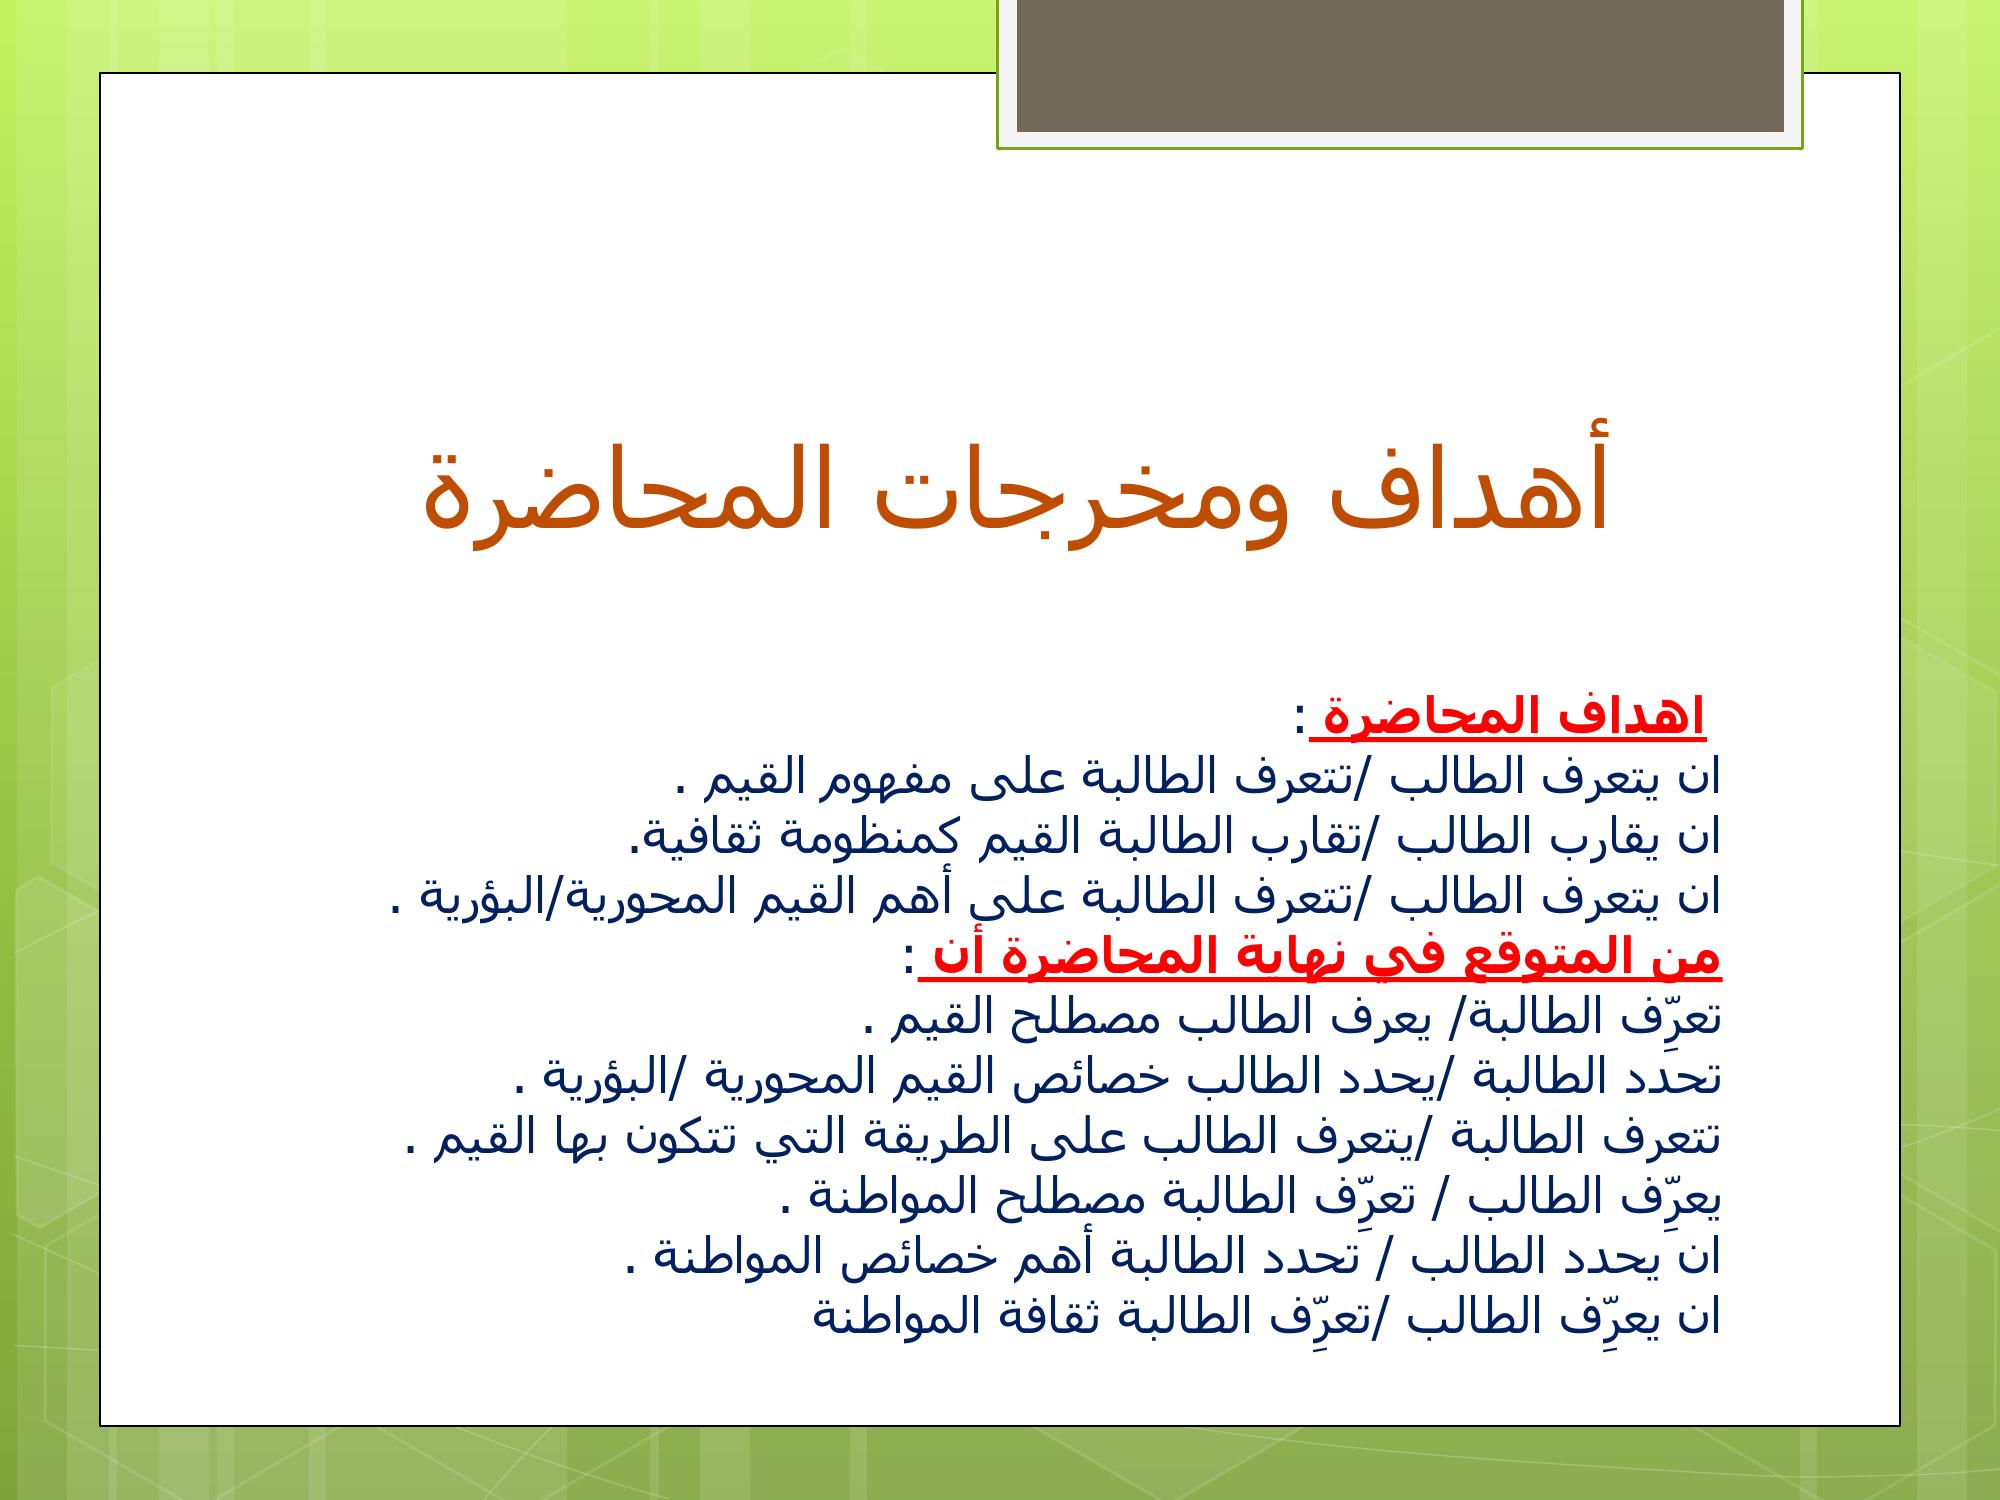 أهداف ومخرجات المحاضرة
اهداف المحاضرة :
ان يتعرف الطالب /تتعرف الطالبة على مفهوم القيم .
ان يقارب الطالب /تقارب الطالبة القيم كمنظومة ثقافية.
ان يتعرف الطالب /تتعرف الطالبة على أهم القيم المحورية/البؤرية .
من المتوقع في نهاية المحاضرة أن :
تعرِّف الطالبة/ يعرف الطالب مصطلح القيم .
تحدد الطالبة /يحدد الطالب خصائص القيم المحورية /البؤرية .
تتعرف الطالبة /يتعرف الطالب على الطريقة التي تتكون بها القيم .
يعرِّف الطالب / تعرِّف الطالبة مصطلح المواطنة .
ان يحدد الطالب / تحدد الطالبة أهم خصائص المواطنة .
ان يعرِّف الطالب /تعرِّف الطالبة ثقافة المواطنة